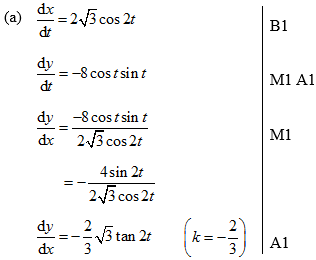 (a) dx/dt = 2√3 cos 2t B1
dy/dt = −8 cos t sin t M1 A1
dy/dx = −8 cos t sin t / 2√3 cos 2t M1
= − 4 sin 2t / 2√3 cos 2t
dy/dx = − 2/3 √3 tan 2t (k = − 2/3) A1